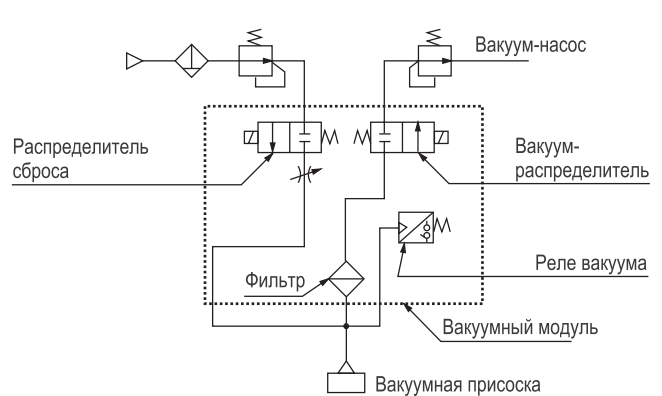 Вакуум-насос
Распределитель
сброса
Вакуум-
распределитель
Реле вакуума
Фильтр
Вакуумный модуль
Вакуумная присоска